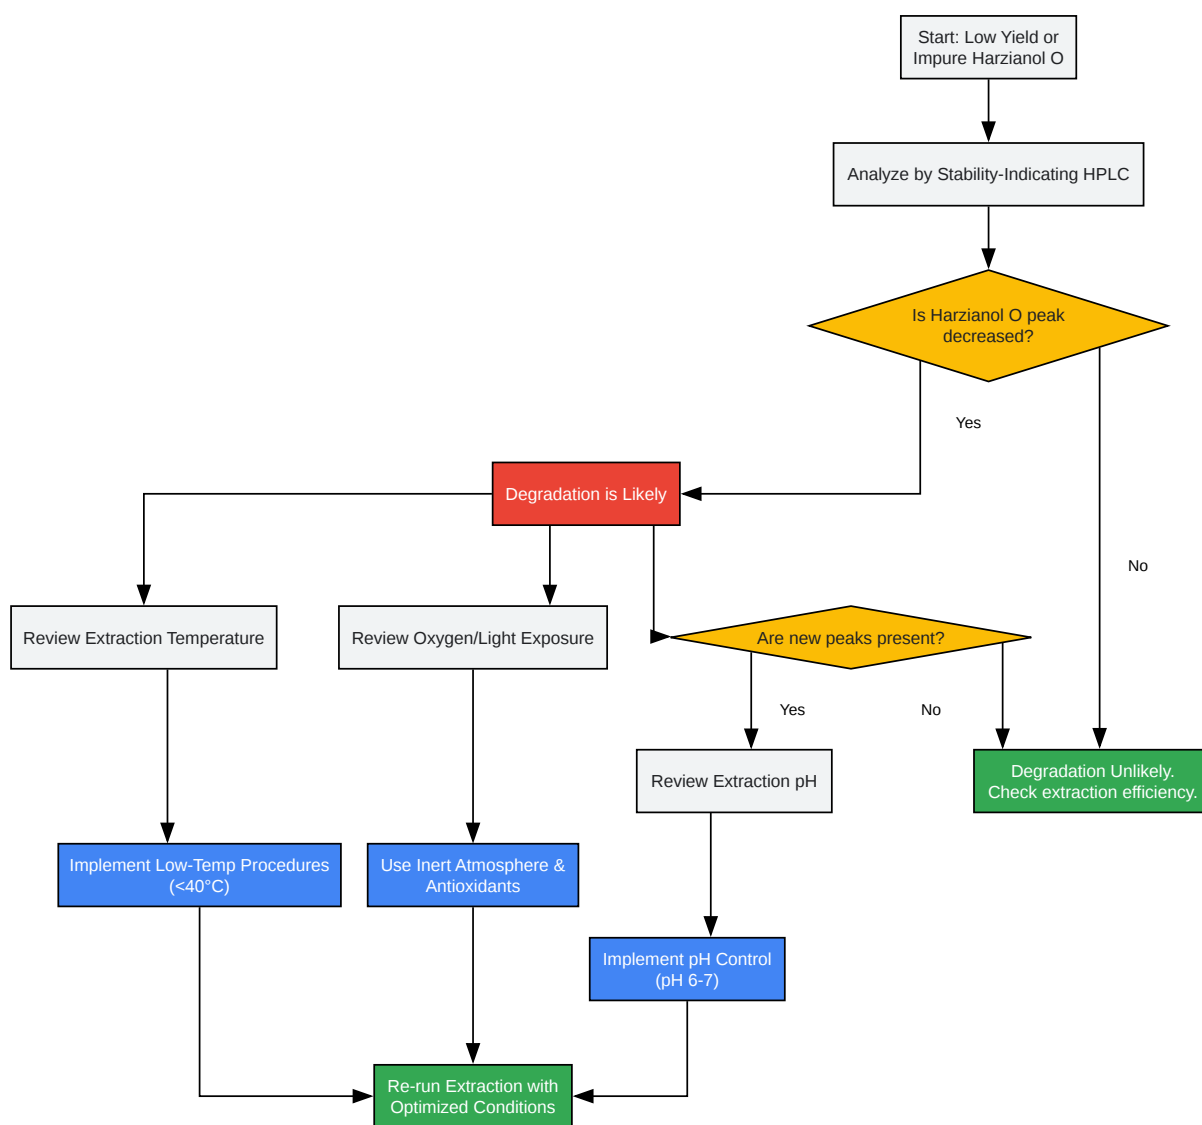 Start: Low Yield or
Impure Harzianol O
Analyze by Stability-Indicating HPLC
Is Harzianol O peak
decreased?
Yes
Degradation is Likely
No
Review Extraction Temperature
Review Oxygen/Light Exposure
Are new peaks present?
Yes
No
Review Extraction pH
Degradation Unlikely.
Check extraction efficiency.
Implement Low-Temp Procedures
(<40°C)
Use Inert Atmosphere &
Antioxidants
Implement pH Control
(pH 6-7)
Re-run Extraction with
Optimized Conditions